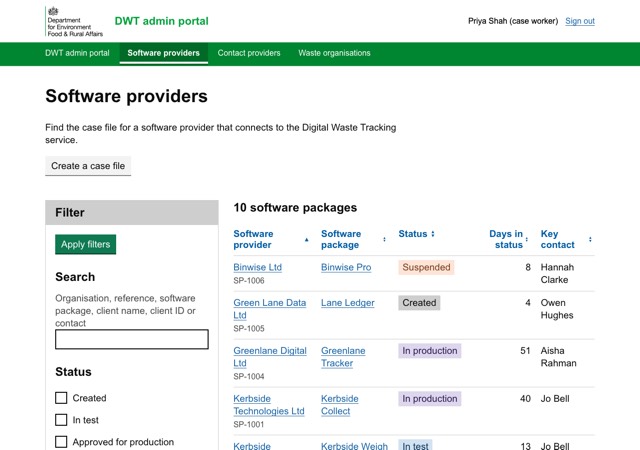 Department
for Environment
Food & Rural Affairs
DWT admin portal
Priya Shah (case worker) Sign out
DWT admin portal Software providers Contact providers Waste organisations
Software providers
Find the case file for a software provider that connects to the Digital Waste Tracking
service.
Create a case file
Filter
Apply filters
Search
Organisation, reference, software
package, client name, client ID or
contact
Status
Created
In test
Approved for production
10 software packages
Software provider Software package Status Days in status Key contact
Binwise Ltd Binwise Pro Suspended 8 Hannah Clarke
SP-1006
Green Lane Data Ltd Lane Ledger Created 4 Owen Hughes
SP-1005
Greenlane Digital Ltd Greenlane Tracker In production 51 Aisha Rahman
SP-1004
Kerbside Technologies Ltd Kerbside Collect In production 40 Jo Bell
SP-1001
Kerbside Kerbside Weigh In test 13 Jo Bell